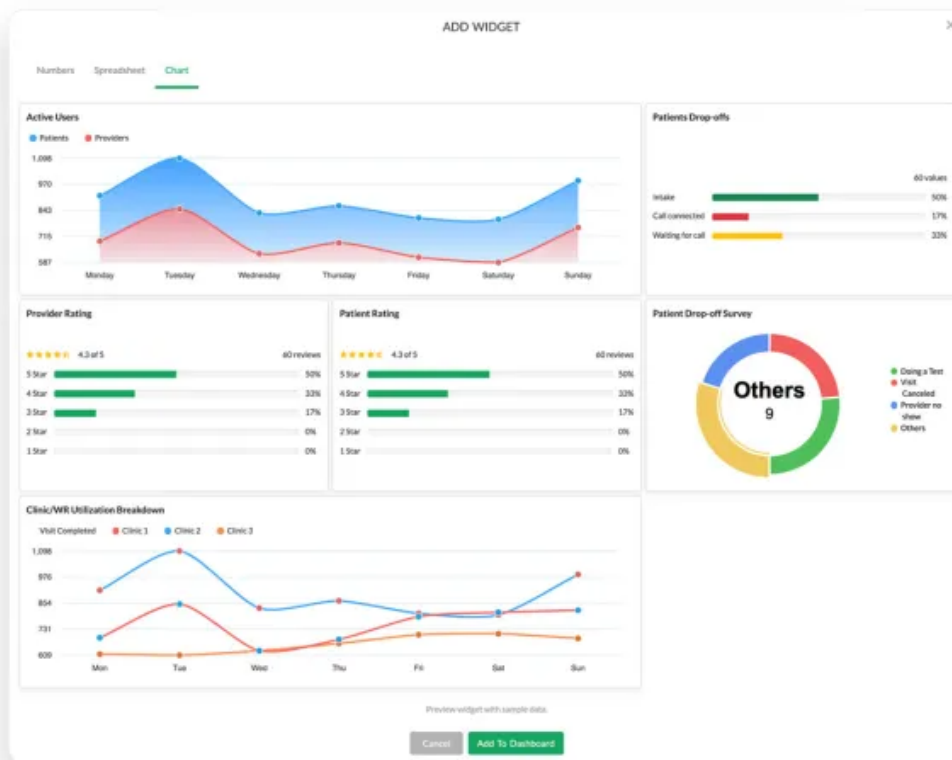 ADD WIDGET
Numbers Spreadsheet Chart
Active Users
Patients Providers
1,098
970
843
715
587
Monday Tuesday Wednesday Thursday Friday Saturday Sunday
Patients Drop-offs
60 values
Intake 50%
Call connected 17%
Waiting for call 33%
Provider Rating
4.3 of 5 60 reviews
5 Star 50%
4 Star 33%
3 Star 17%
2 Star 0%
1 Star 0%
Patient Rating
4.3 of 5 60 reviews
5 Star 50%
4 Star 33%
3 Star 17%
2 Star 0%
1 Star 0%
Patient Drop-off Survey
Others
9
Doing a Test
Visit
Canceled
Provider no
show
Others
Clinic/WR Utilization Breakdown
Visit Completed Clinic 1 Clinic 2 Clinic 3
1,098
976
854
731
609
Mon Tue Wed Thu Fri Sat Sun
Preview widget with sample data.
Cancel Add To Dashboard